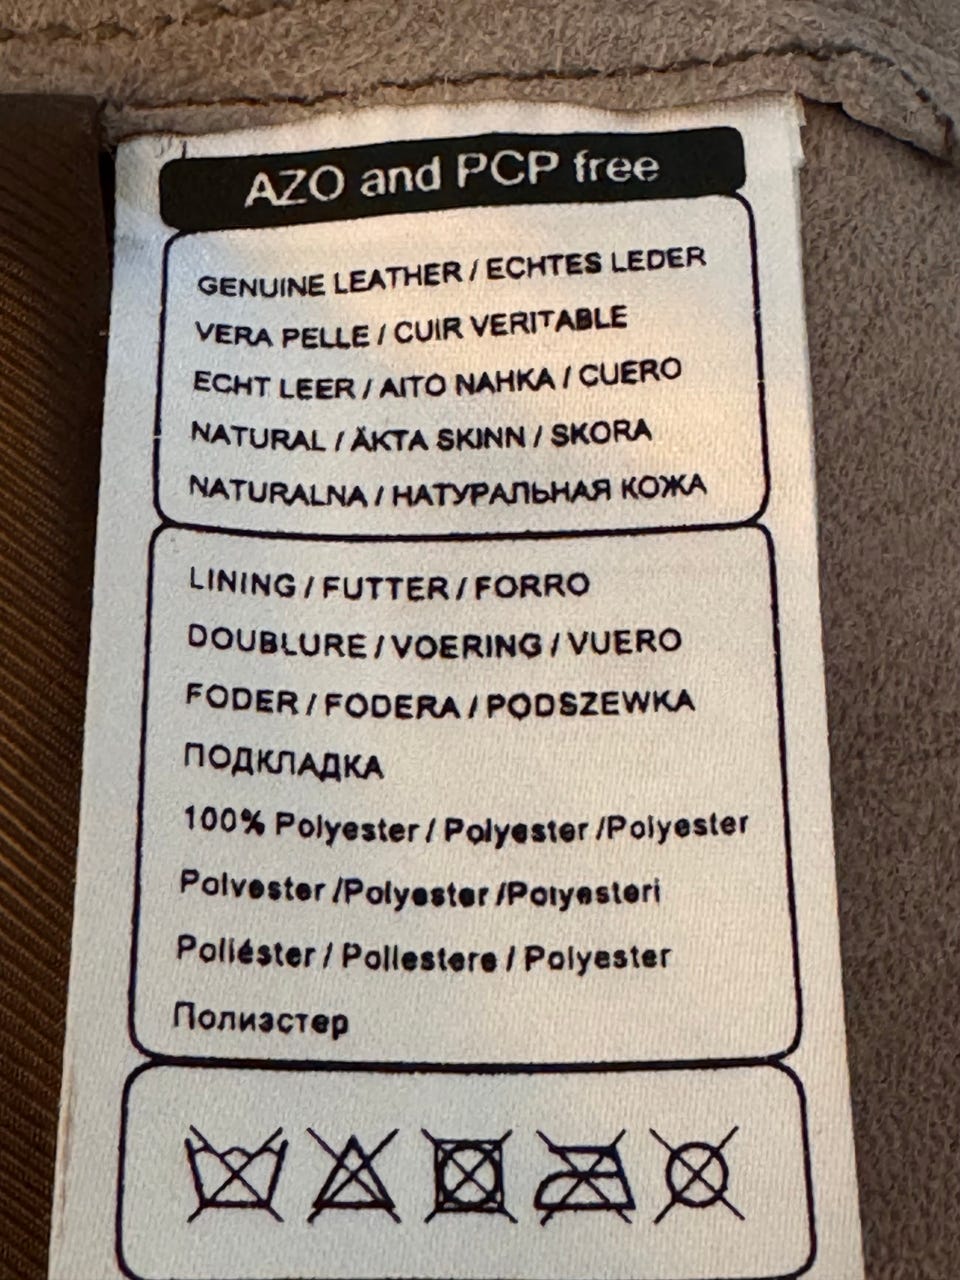 AZO and PCP free
GENUINE LEATHER / ECHTES LEDER
VERA PELLE / CUIR VERITABLE
ECHT LEER / AITO NAHKA / CUERO
NATURAL / ÄKTA SKINN / SKORA
NATURALNA / НАТУРАЛЬНАЯ КОЖА
LINING / FUTTER / FORRO
DOUBLURE / VOERING / VUERO
FODER / FODERA / PODSZEWKA
ПОДКЛАДКА
100% Polyester / Polyester /Polyester
Polyester /Polyester /Polyesteri
Poliéster / Poliestere / Polyester
Полиэстер